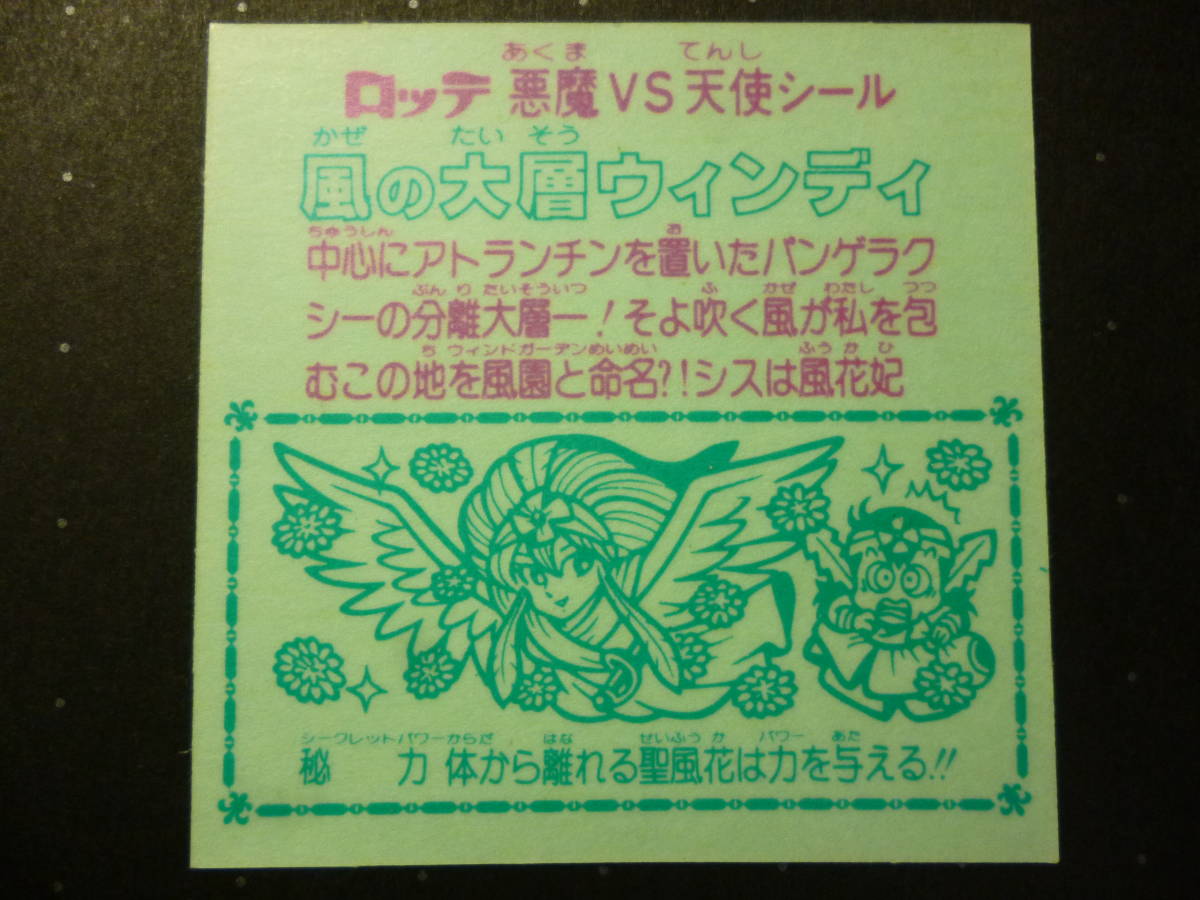 あくま てんし
ロッテ 悪魔VS天使シール
かぜ たい そう
風の大層ウィンディ
ちゅうしん お
中心にアトランチンを置いたパンゲラク
ぶん り たいそういつ ふ かぜ わたし つつ
シーの分離大層一!そよ吹く風が私を包
ち ウィンドガーデンめいめい ふう か ひ
むこの地を風園と命名?!シスは風花妃
シークレットパワーからだ はな せいふう か パワー あた
秘 力 体から離れる聖風花は力を与える!!